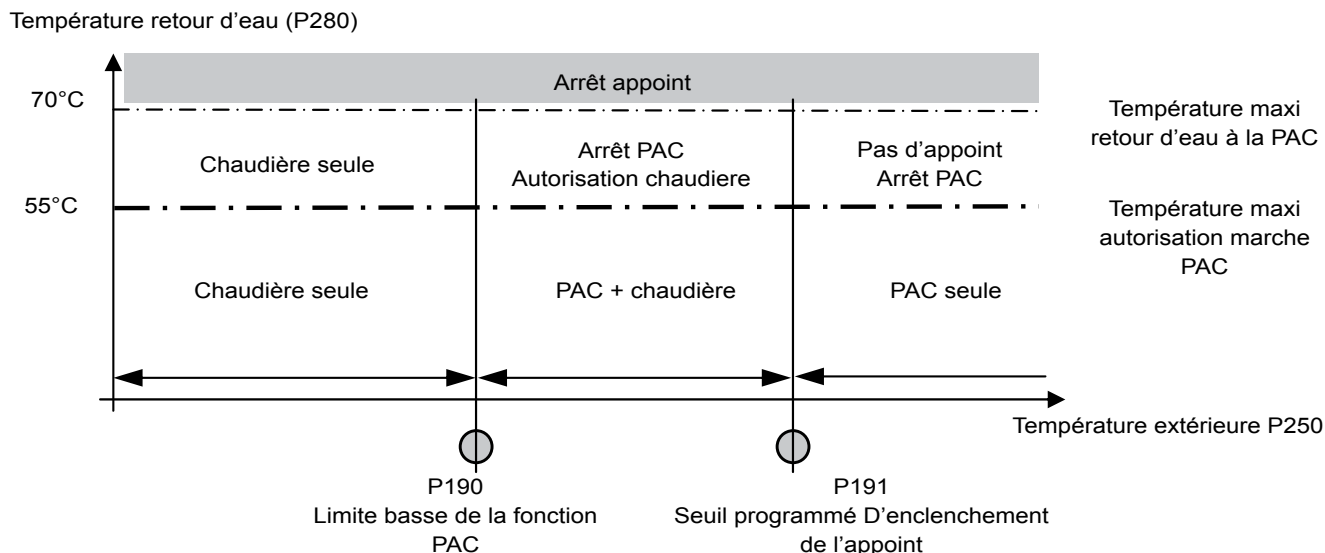 Température retour d'eau (P280)
Arrêt appoint
70°C
Température maxi
retour d'eau à la PAC
Chaudière seule
Arrêt PAC
Autorisation chaudiere
Pas d'appoint
Arrêt PAC
55°C
Température maxi
autorisation marche
PAC
Chaudière seule
PAC + chaudière
PAC seule
Température extérieure P250
P190
Limite basse de la fonction
PAC
P191
Seuil programmé D'enclenchement
de l'appoint